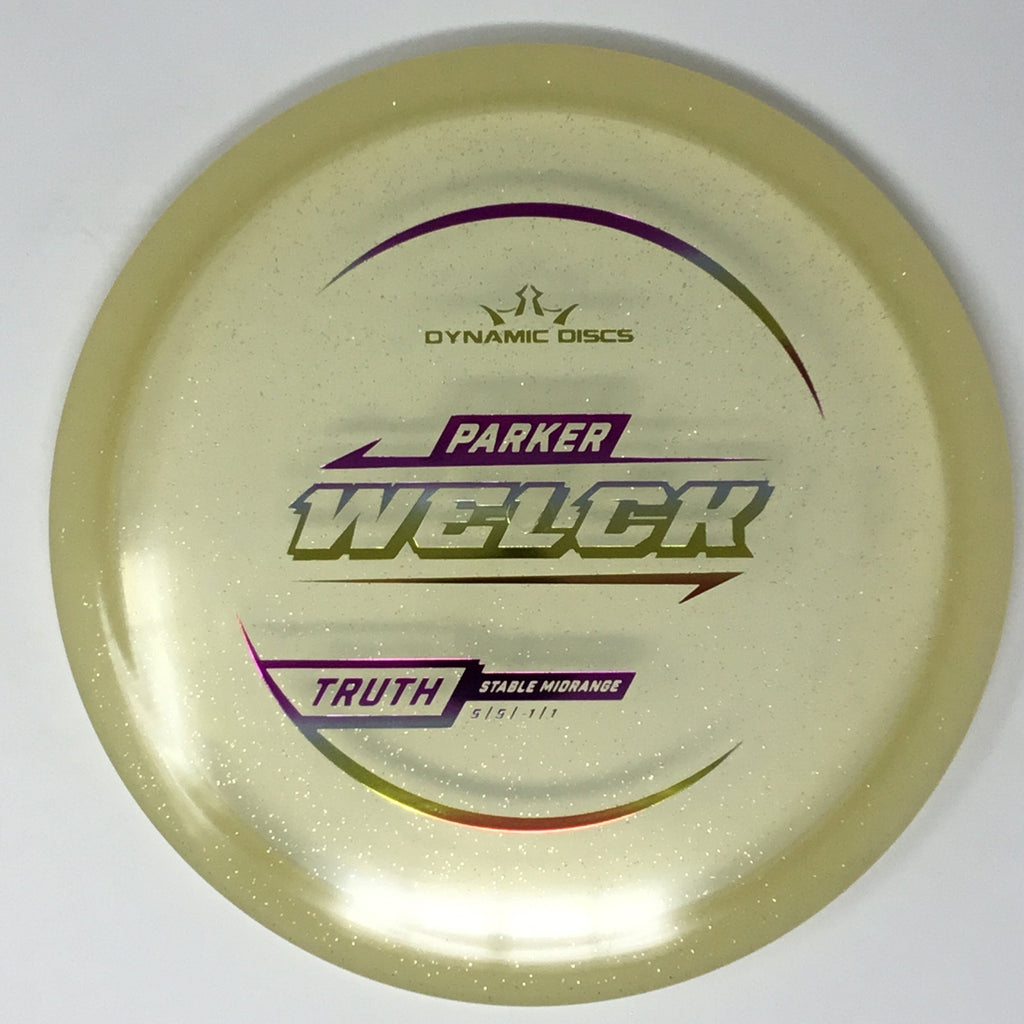 DYNAMIC DISCS
PARKER
WELCK
TRUTH
STABLE MIDRANGE
5 | 5 | -1 | 1